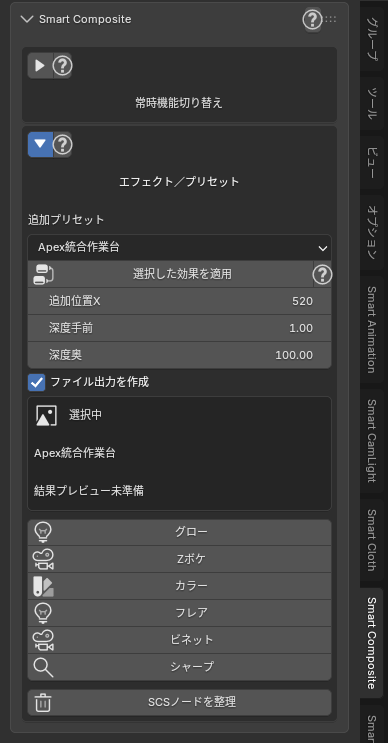 Smart Composite
常時機能切り替え
エフェクト／プリセット
追加プリセット
Apex統合作業台
選択した効果を適用
追加位置X 520
深度手前 1.00
深度奥 100.00
ファイル出力を作成
選択中
Apex統合作業台
結果プレビュー未準備
グロー
Zボケ
カラー
フレア
ビネット
シャープ
SCSノードを整理
グループ
ツール
ビュー
オプション
Smart Animation
Smart CamLight
Smart Cloth
Smart Composite
Smar